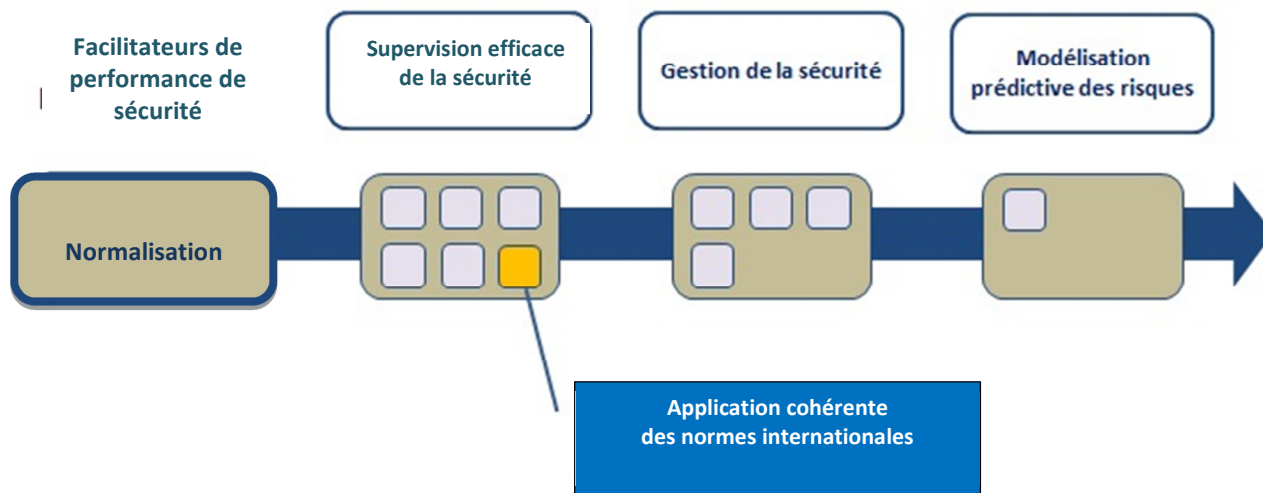 Facilitateurs de
performance de
sécurité
Supervision efficace
de la sécurité
Gestion de la sécurité
Modélisation
prédictive des risques
Normalisation
Application cohérente
des normes internationales